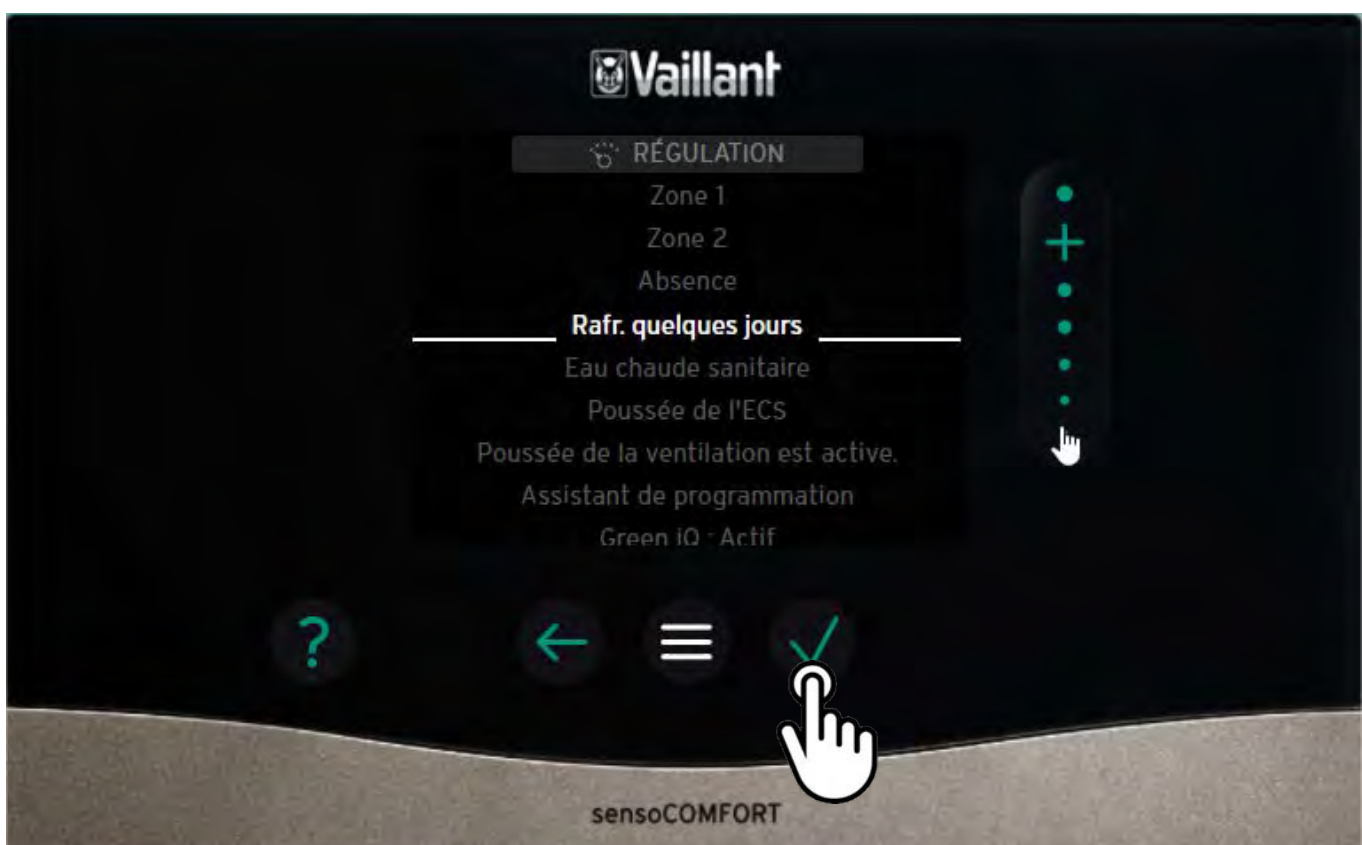 Vaillant
RÉGULATION
Zone 1
Zone 2
Absence
Rafr. quelques jours
Eau chaude sanitaire
Poussée de l'ECS
Poussée de la ventilation est active.
Assistant de programmation
Green iQ : Actif
?
sensoCOMFORT